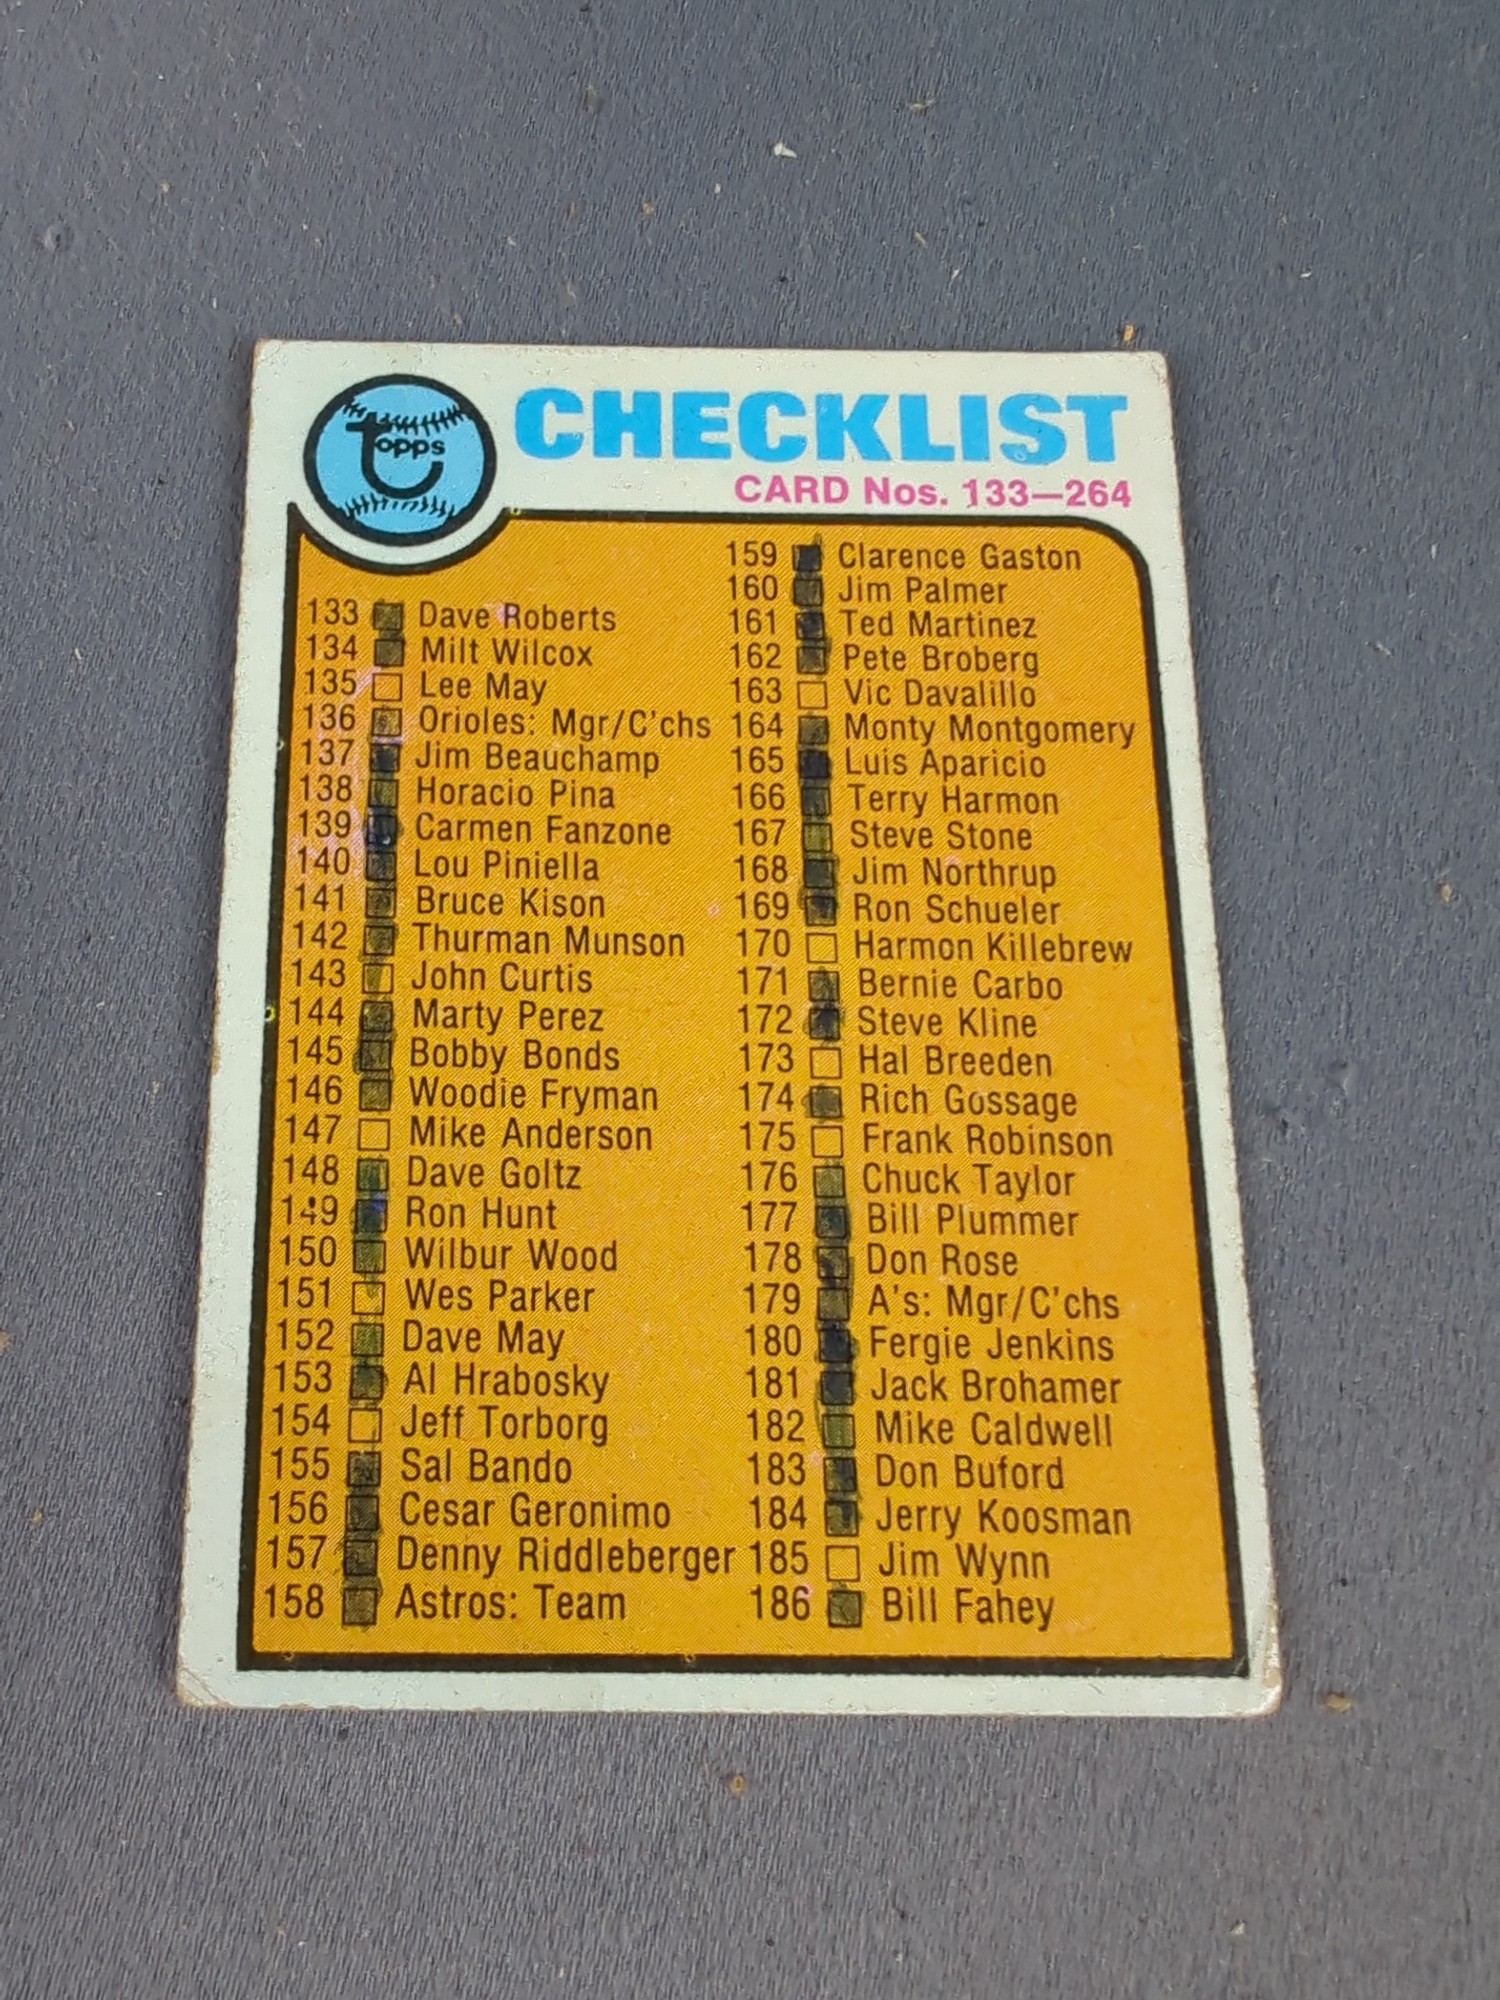 topps
CHECKLIST
CARD Nos. 133—264
133 Dave Roberts
134 Milt Wilcox
135 Lee May
136 Orioles: Mgr/C'chs
137 Jim Beauchamp
138 Horacio Pina
139 Carmen Fanzone
140 Lou Piniella
141 Bruce Kison
142 Thurman Munson
143 John Curtis
144 Marty Perez
145 Bobby Bonds
146 Woodie Fryman
147 Mike Anderson
148 Dave Goltz
149 Ron Hunt
150 Wilbur Wood
151 Wes Parker
152 Dave May
153 Al Hrabosky
154 Jeff Torborg
155 Sal Bando
156 Cesar Geronimo
157 Denny Riddleberger
158 Astros: Team
159 Clarence Gaston
160 Jim Palmer
161 Ted Martinez
162 Pete Broberg
163 Vic Davalillo
164 Monty Montgomery
165 Luis Aparicio
166 Terry Harmon
167 Steve Stone
168 Jim Northrup
169 Ron Schueler
170 Harmon Killebrew
171 Bernie Carbo
172 Steve Kline
173 Hal Breeden
174 Rich Gossage
175 Frank Robinson
176 Chuck Taylor
177 Bill Plummer
178 Don Rose
179 A's: Mgr/C'chs
180 Fergie Jenkins
181 Jack Brohamer
182 Mike Caldwell
183 Don Buford
184 Jerry Koosman
185 Jim Wynn
186 Bill Fahey